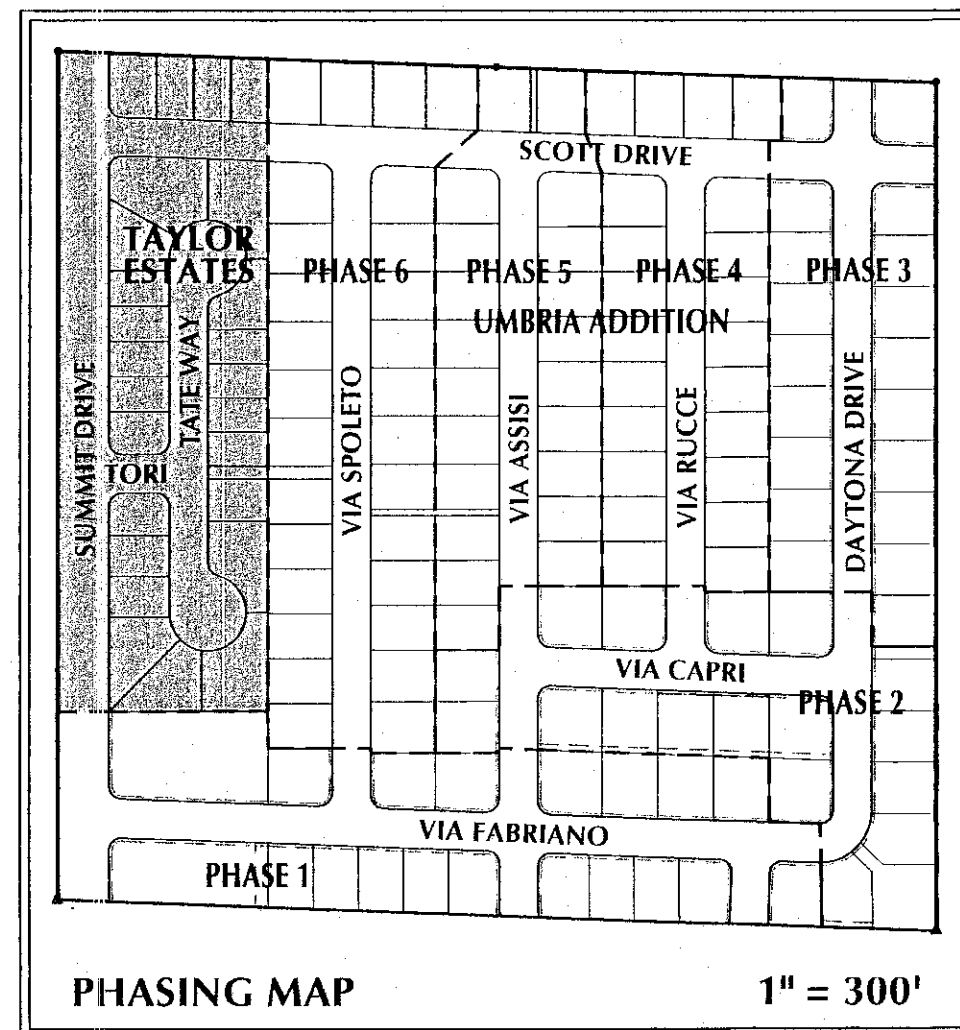 SCOTT DRIVE
TAYLOR
ESTATES
PHASE 6
PHASE 5
PHASE 4
PHASE 3
UMBRIA ADDITION
SUMMIT DRIVE
TATE WAY
VIA SPOLETO
VIA ASSISI
VIA RUCCE
DAYTONA DRIVE
TORI
VIA CAPRI
PHASE 2
VIA FABRIANO
PHASE 1
PHASING MAP
1" = 300'